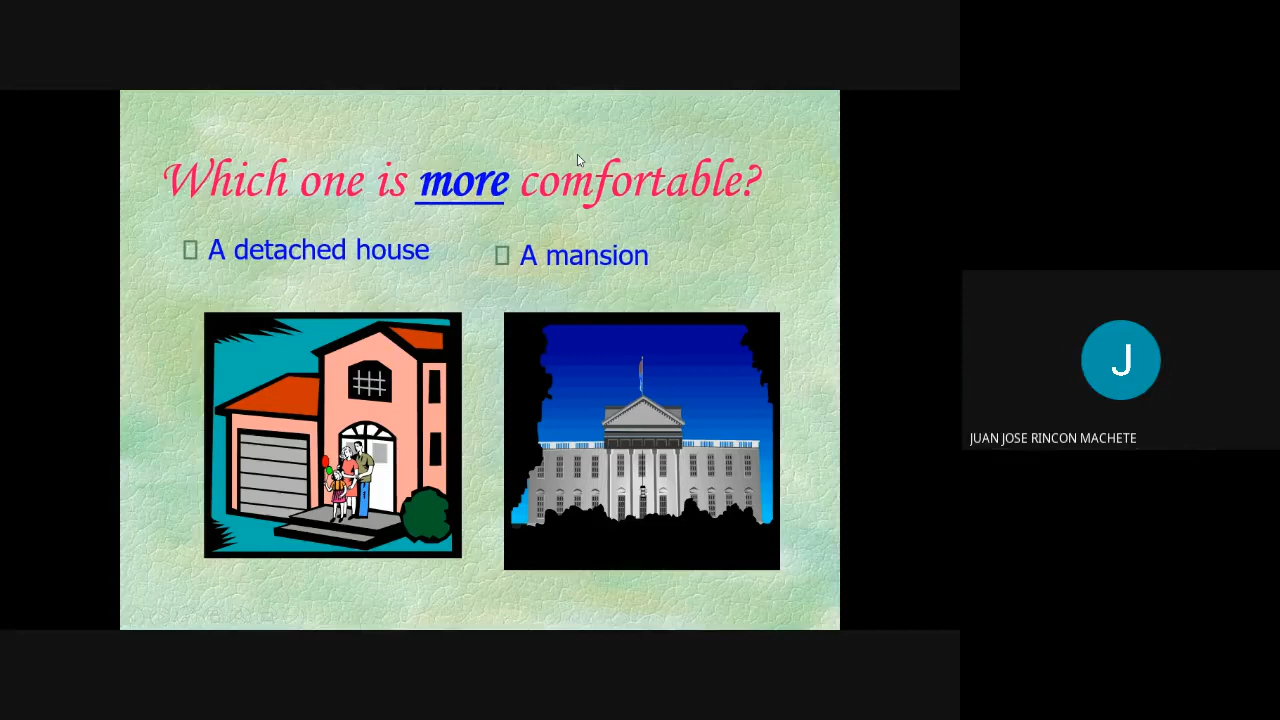 Which one is more comfortable?
A detached house
A mansion
J
JUAN JOSE RINCON MACHETE